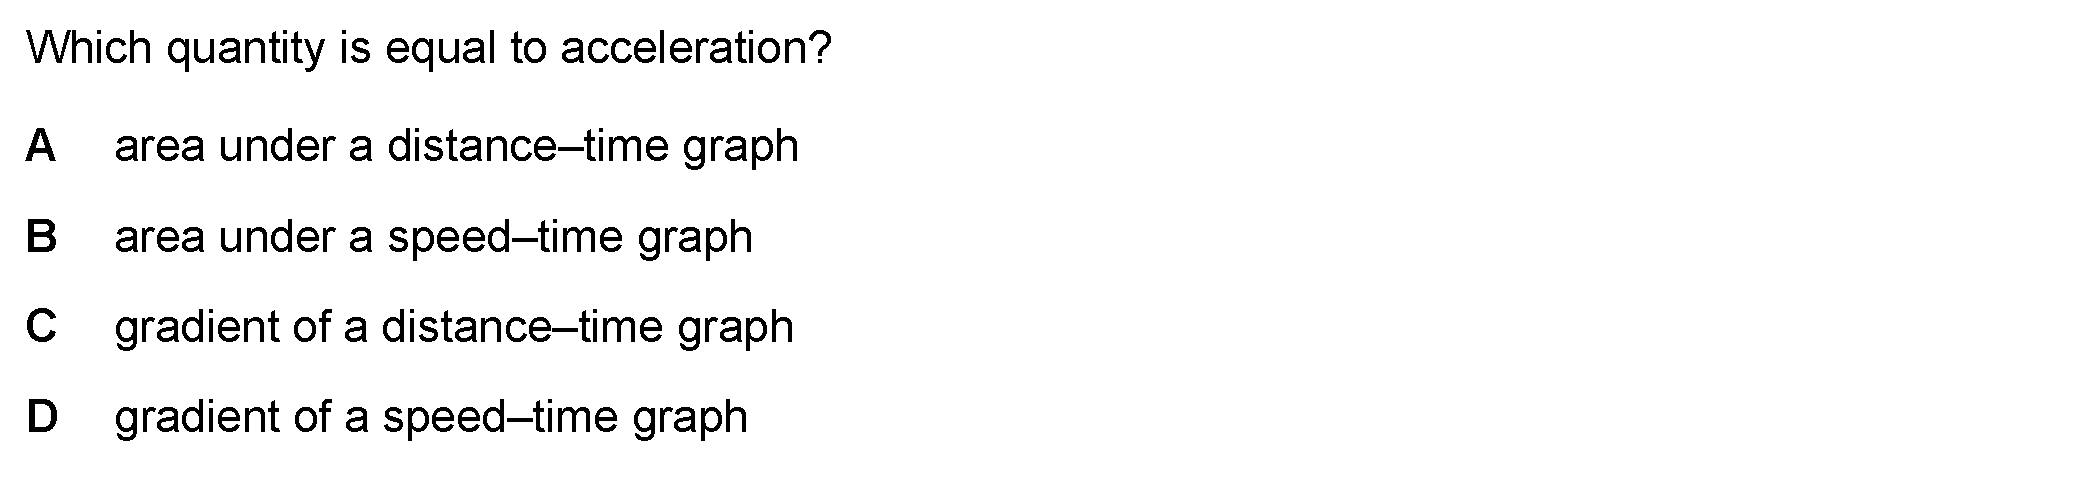 Which quantity is equal to acceleration?
A area under a distance–time graph
B area under a speed–time graph
C gradient of a distance–time graph
D gradient of a speed–time graph